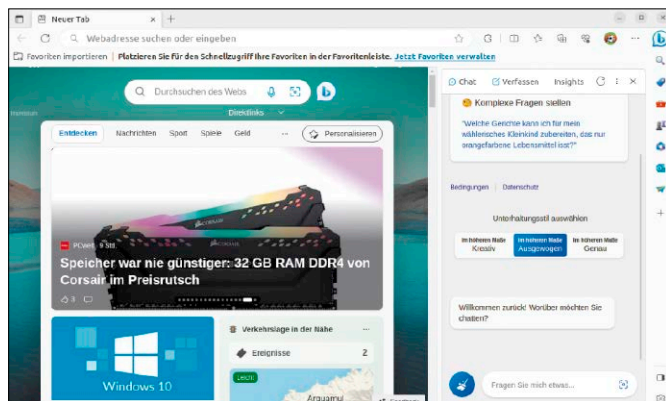 Neuer Tab
Webadresse suchen oder eingeben
Favoriten importieren | Platzieren Sie für den Schnellzugriff Ihre Favoriten in der Favoritenleiste. Jetzt Favoriten verwalten
Durchsuchen des Webs
Direktlinks
Entdecken Nachrichten Sport Spiele Geld ... Personalisieren
PCWelt · 9 Std.
Speicher war nie günstiger: 32 GB RAM DDR4 von
Corsair im Preisrutsch
3
Windows 10
Verkehrslage in der Nähe ...
Ereignisse 2
Leicht
Chat Verfassen Insights
Komplexe Fragen stellen
"Welche Gerichte kann ich für mein
wählerisches Kleinkind zubereiten, das nur
orangefarbene Lebensmittel isst?"
Bedingungen | Datenschutz
Unterhaltungsstil auswählen
Im höheren Maße
Kreativ
Im höheren Maße
Ausgewogen
Im höheren Maße
Genau
Willkommen zurück! Worüber möchten Sie
chatten?
Fragen Sie mich etwas...